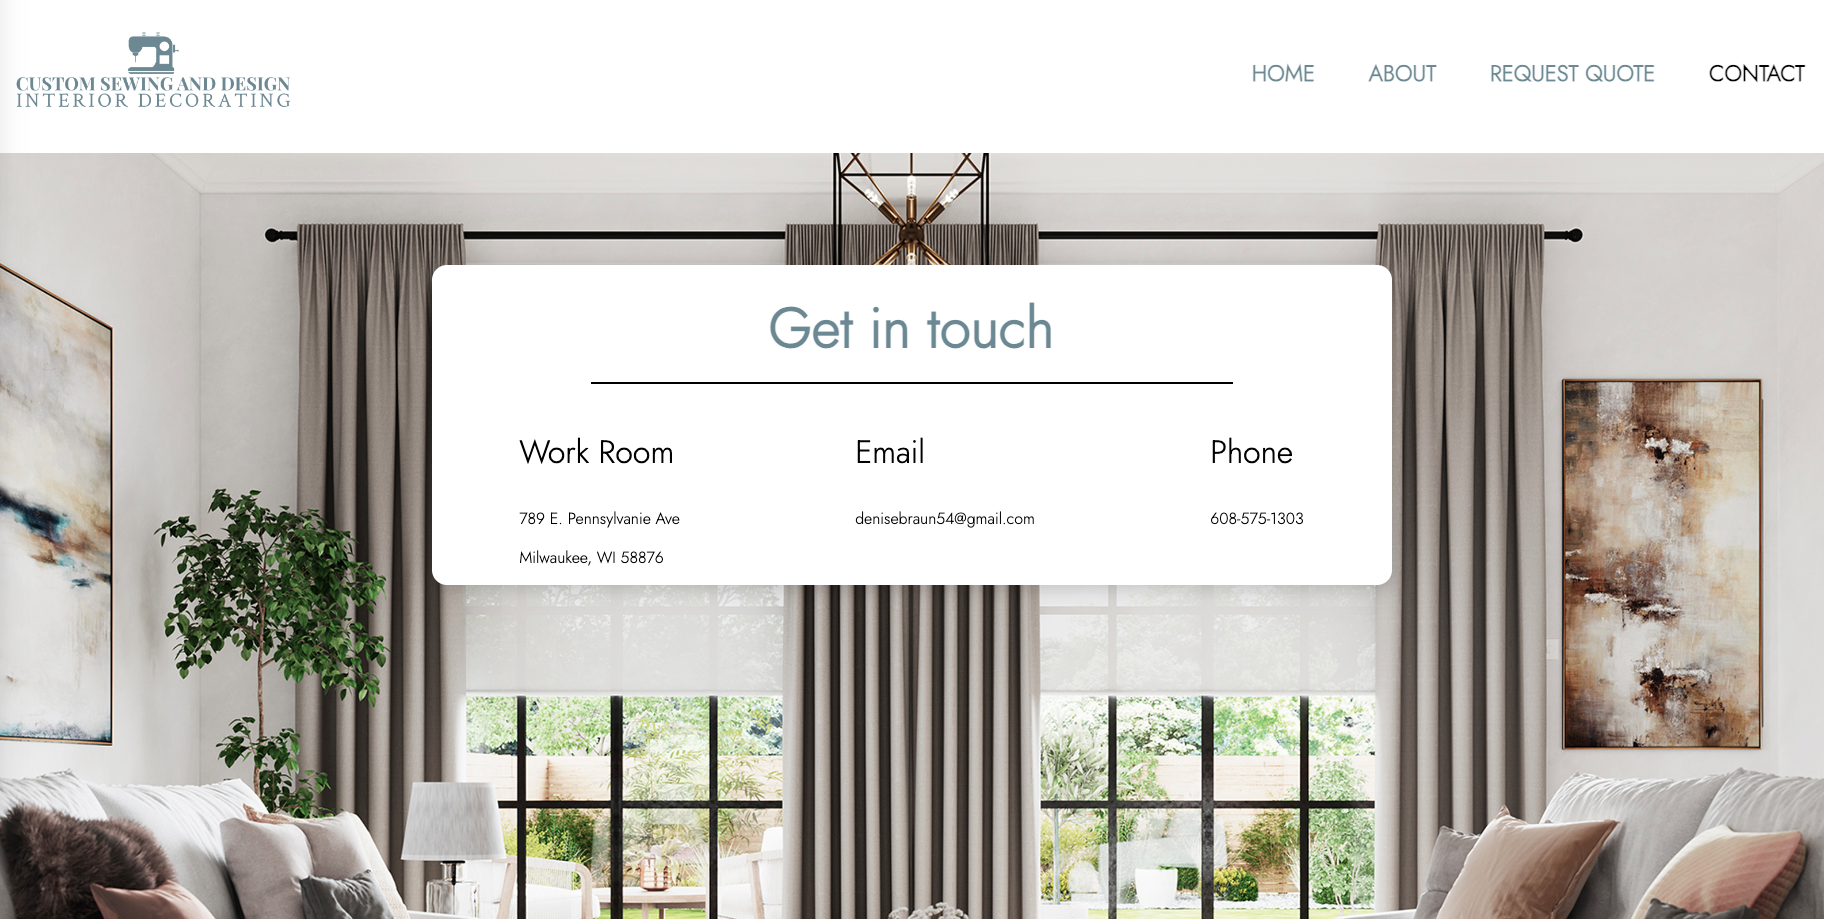 CUSTOM SEWING AND DESIGN
INTERIOR DECORATING
HOME ABOUT REQUEST QUOTE CONTACT
Get in touch
Work Room
789 E. Pennsylvanie Ave
Milwaukee, WI 58876
Email
denisebraun54@gmail.com
Phone
608-575-1303